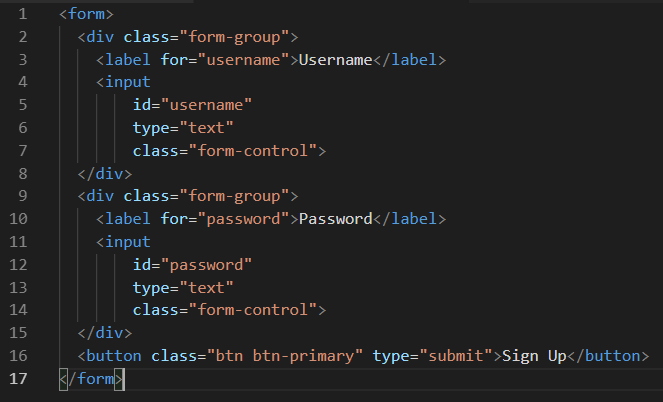 1 <form>
2   <div class="form-group">
3     <label for="username">Username</label>
4     <input
5         id="username"
6         type="text"
7         class="form-control">
8   </div>
9   <div class="form-group">
10     <label for="password">Password</label>
11     <input
12         id="password"
13         type="text"
14         class="form-control">
15   </div>
16   <button class="btn btn-primary" type="submit">Sign Up</button>
17 </form>